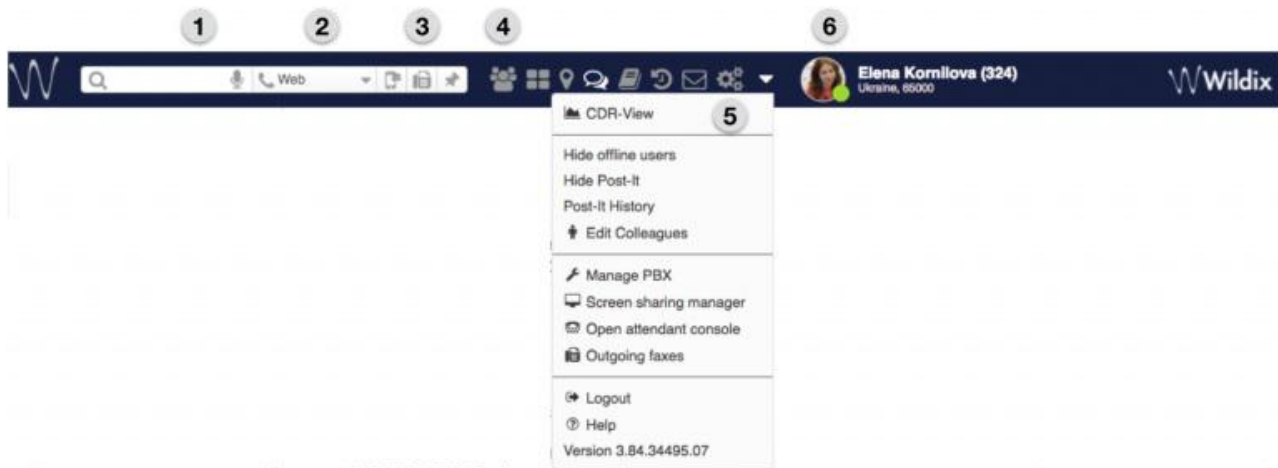 1 2 3 4 6
Web
Elena Kornilova (324)
Ukraine, 65000
Wildix
CDR-View
5
Hide offline users
Hide Post-It
Post-It History
Edit Colleagues
Manage PBX
Screen sharing manager
Open attendant console
Outgoing faxes
Logout
Help
Version 3.84.34495.07